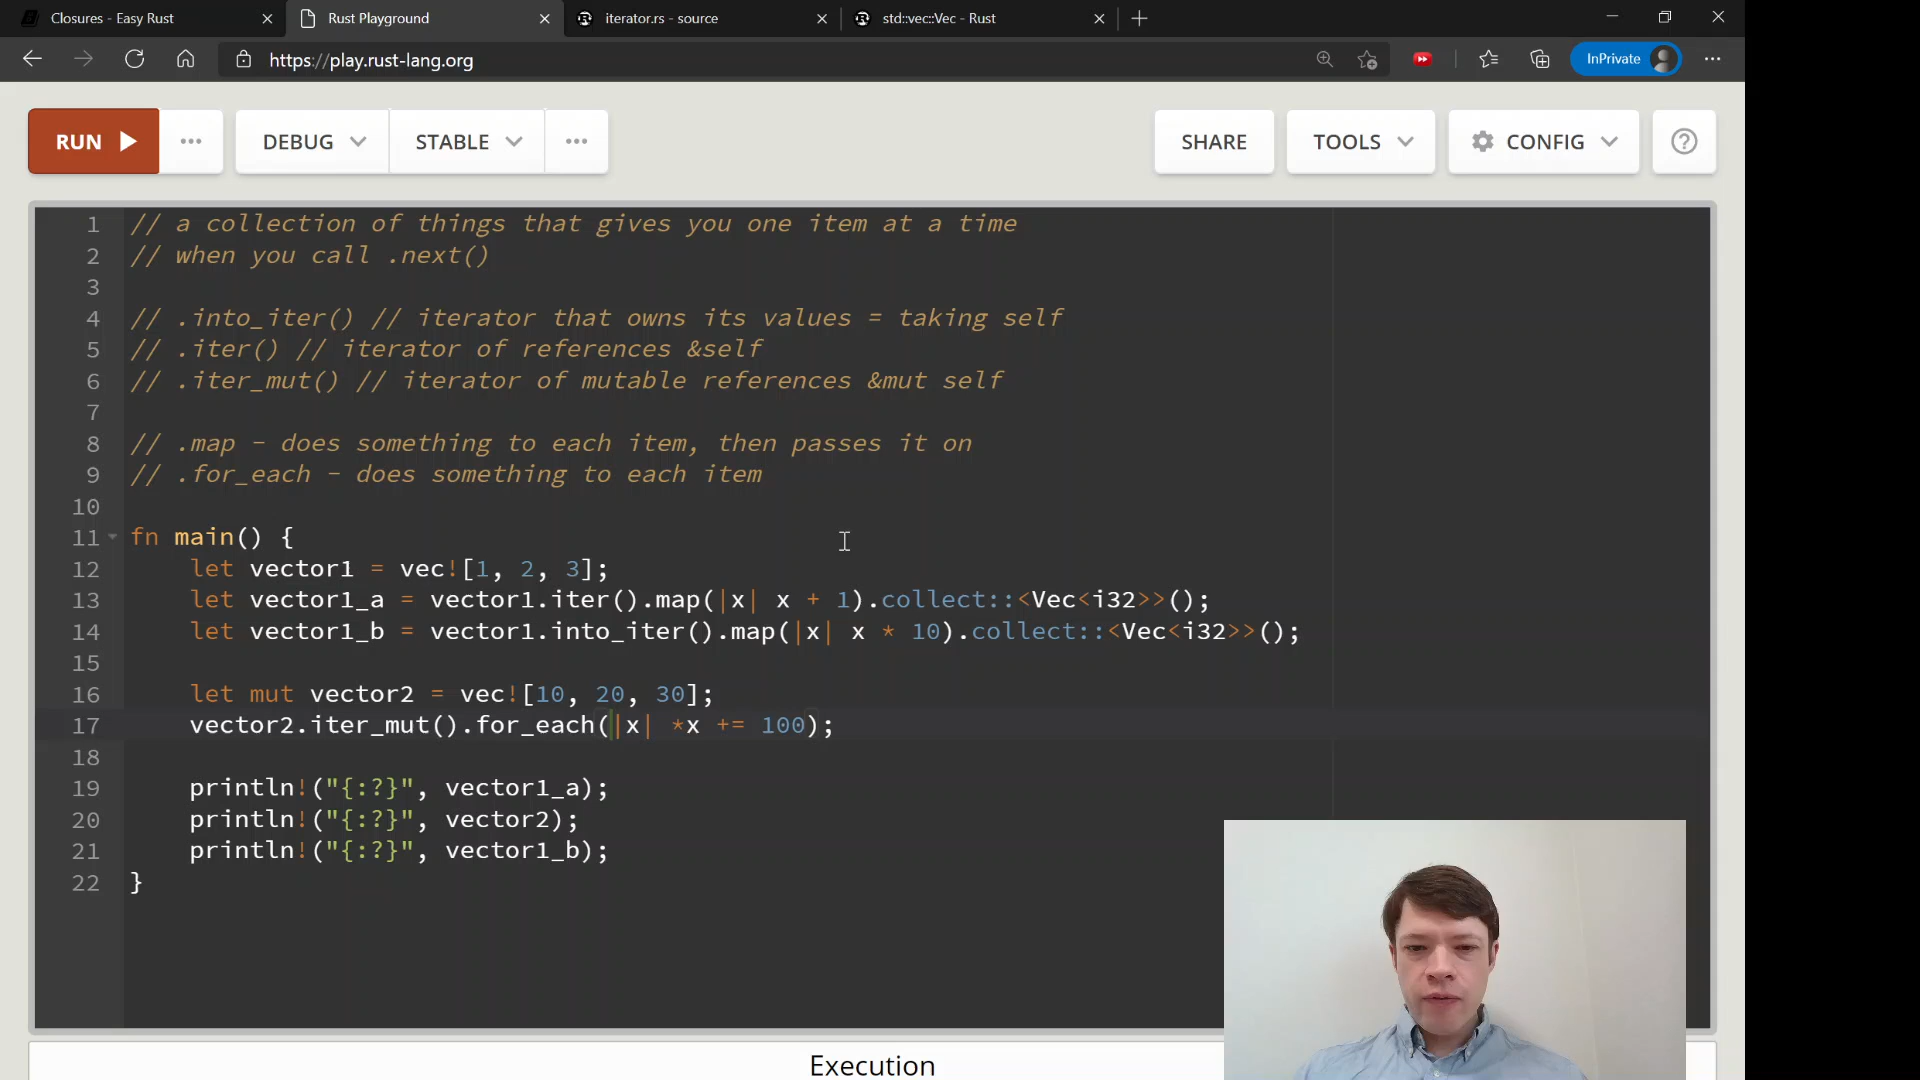 Closures - Easy Rust
Rust Playground
iterator.rs - source
std::vec::Vec - Rust
https://play.rust-lang.org
InPrivate
RUN
DEBUG
STABLE
SHARE
TOOLS
CONFIG
1 // a collection of things that gives you one item at a time
2 // when you call .next()
3
4 // .into_iter() // iterator that owns its values = taking self
5 // .iter() // iterator of references &self
6 // .iter_mut() // iterator of mutable references &mut self
7
8 // .map - does something to each item, then passes it on
9 // .for_each - does something to each item
10
11 fn main() {
12 let vector1 = vec![1, 2, 3];
13 let vector1_a = vector1.iter().map(|x| x + 1).collect::<Vec<i32>>();
14 let vector1_b = vector1.into_iter().map(|x| x * 10).collect::<Vec<i32>>();
15
16 let mut vector2 = vec![10, 20, 30];
17 vector2.iter_mut().for_each(|x| *x += 100);
18
19 println!("{:?}", vector1_a);
20 println!("{:?}", vector2);
21 println!("{:?}", vector1_b);
22 }
Execution